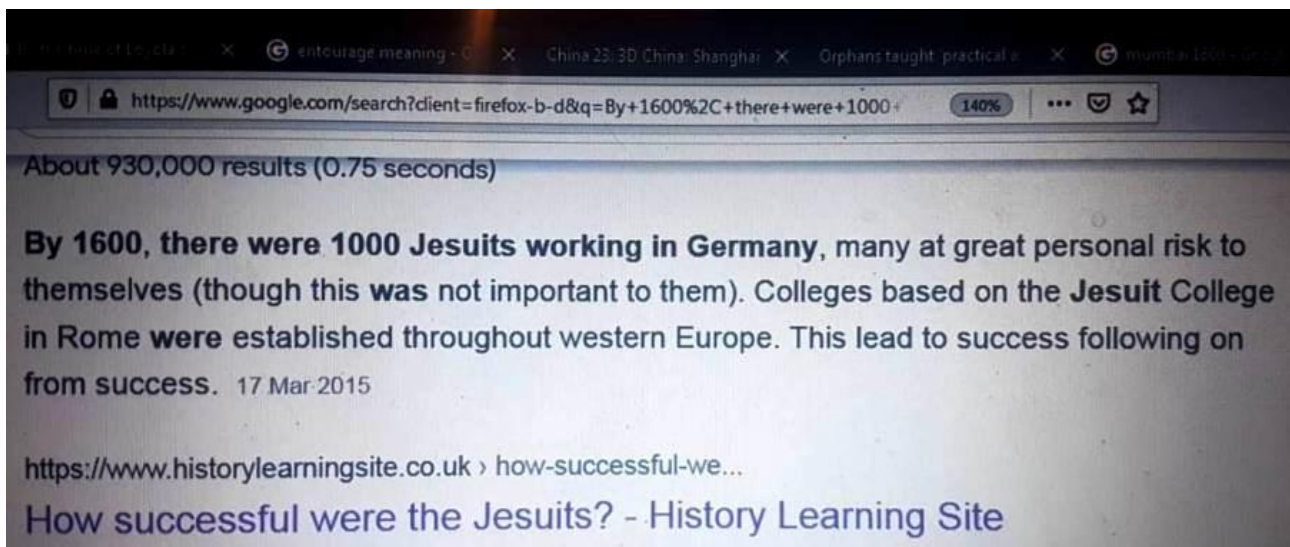 entourage meaning - G
China 23: 3D China: Shanghai
Orphans taught 'practical a
mumbai 1600 - Goog
https://www.google.com/search?client=firefox-b-d&q=By+1600%2C+there+were+1000+
140%
About 930,000 results (0.75 seconds)
By 1600, there were 1000 Jesuits working in Germany, many at great personal risk to
themselves (though this was not important to them). Colleges based on the Jesuit College
in Rome were established throughout western Europe. This lead to success following on
from success. 17 Mar 2015
https://www.historylearningsite.co.uk › how-successful-we...
How successful were the Jesuits? - History Learning Site